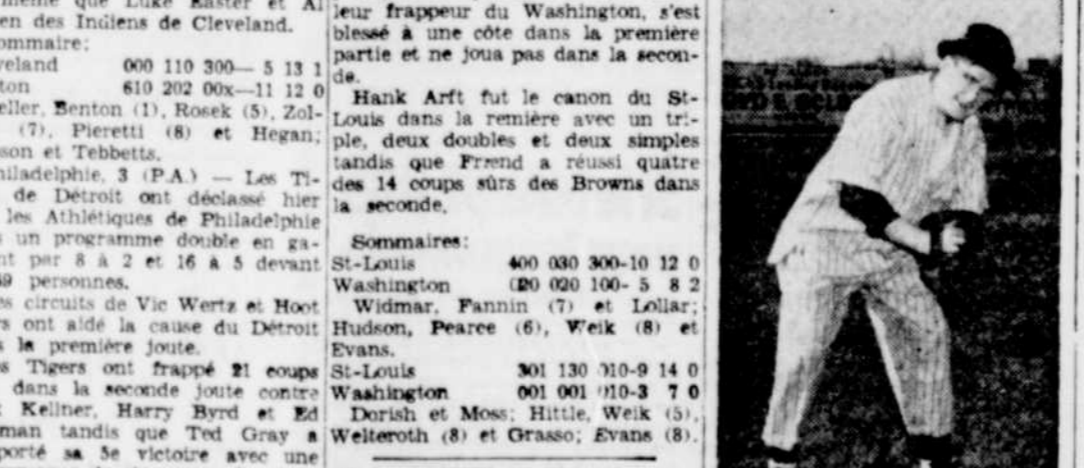 même que Luke Easter et Al
en des Indiens de Cleveland.
ommaire:
eland 000 110 300— 5 13 1
ton 610 202 00x—11 12 0
eller, Benton (1), Rosek (5), Zol-
(7), Pieretti (8) et Hegan;
son et Tebbetts.
iladelphie, 3 (P.A.) — Les Ti-
de Détroit ont déclassé hier
les Athlétiques de Philadelphie
un programme double en ga-
nt par 8 à 2 et 16 à 5 devant
personnes.
es circuits de Vic Wertz et Hoot
rs ont aidé la cause du Détroit
la première joute.
s Tigers ont frappé 21 coups
dans la seconde joute contre
Kellner, Harry Byrd et Ed
man tandis que Ted Gray a
porté sa 5e victoire avec une
leur frappeur du Washington, s'est
blessé à une côte dans la première
partie et ne joua pas dans la secon-
de.
Hank Arft fut le canon du St-
Louis dans la remière avec un tri-
ple, deux doubles et deux simples
tandis que Friend a réussi quatre
des 14 coups sûrs des Browns dans
la seconde.
Sommaires:
St-Louis 400 030 300-10 12 0
Washington 020 020 100- 5 8 2
Widmar, Fannin (7) et Lollar;
Hudson, Pearce (6), Weik (8) et
Evans.
St-Louis 301 130 010-9 14 0
Washington 001 001 010-3 7 0
Dorish et Moss; Hittle, Weik (5),
Welteroth (8) et Grasso; Evans (8).